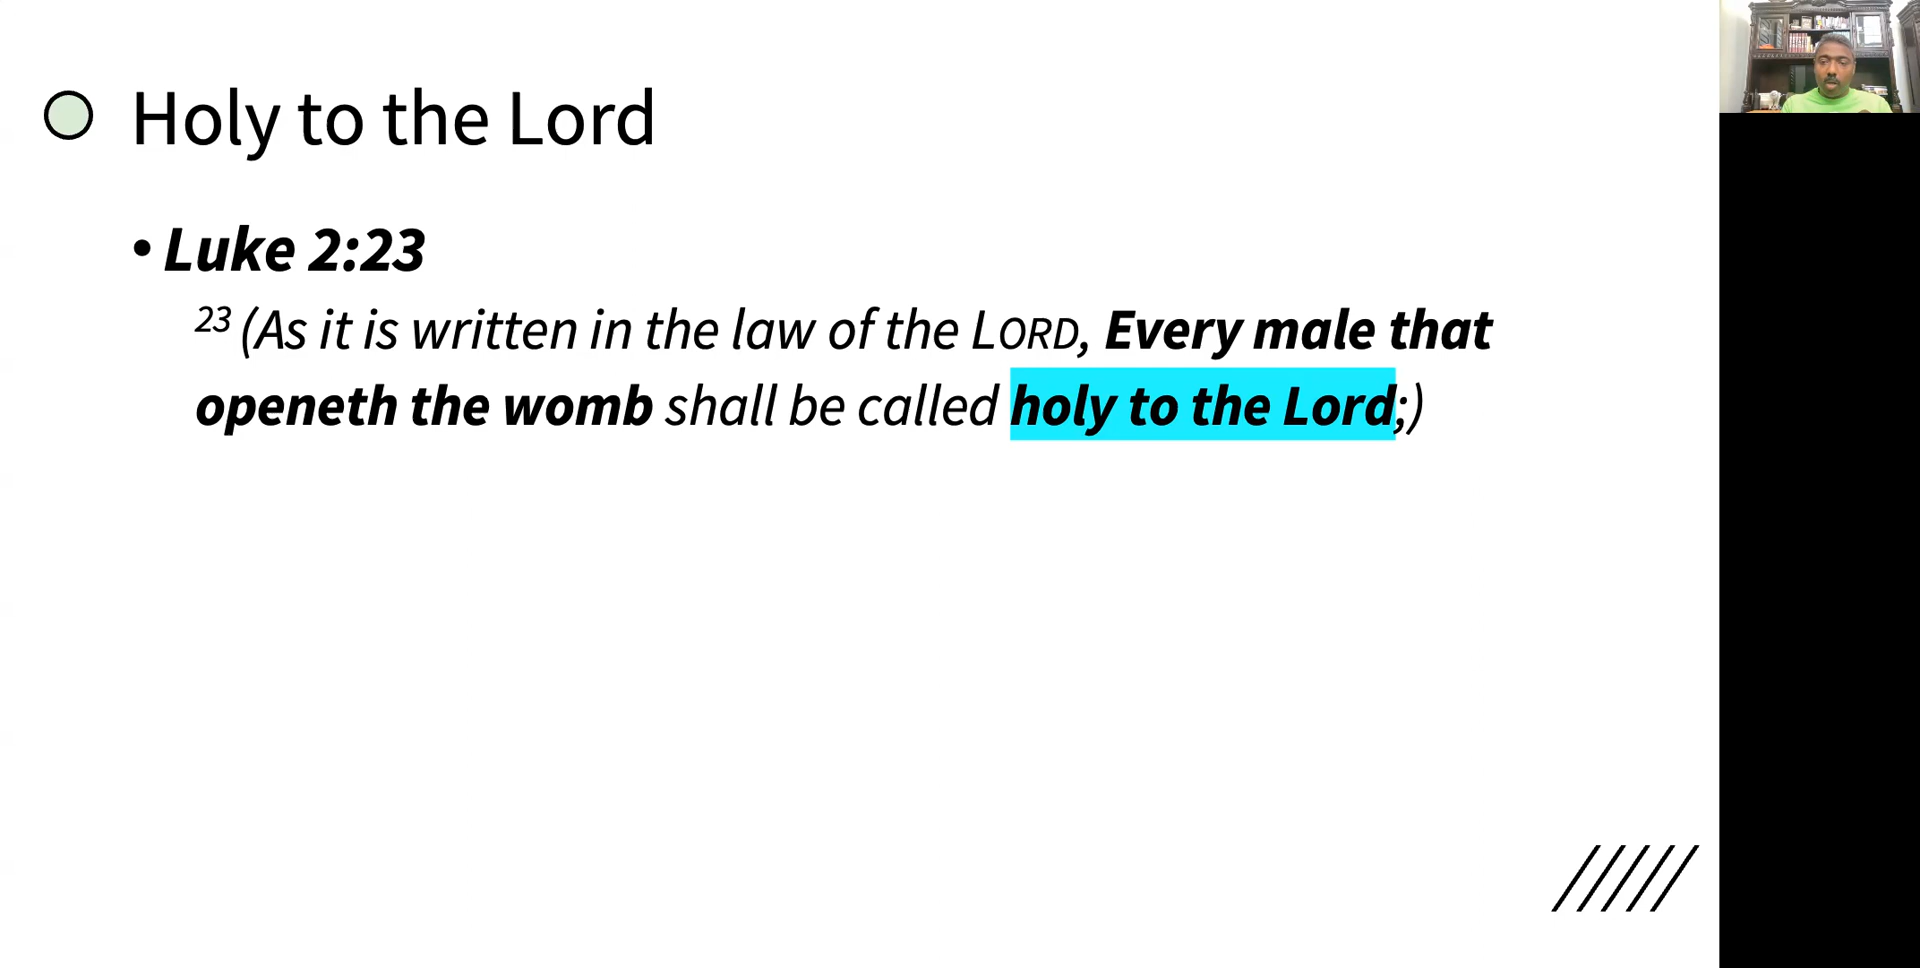 Holy to the Lord
• Luke 2:23
23 (As it is written in the law of the LORD, Every male that
openeth the womb shall be called holy to the Lord;)